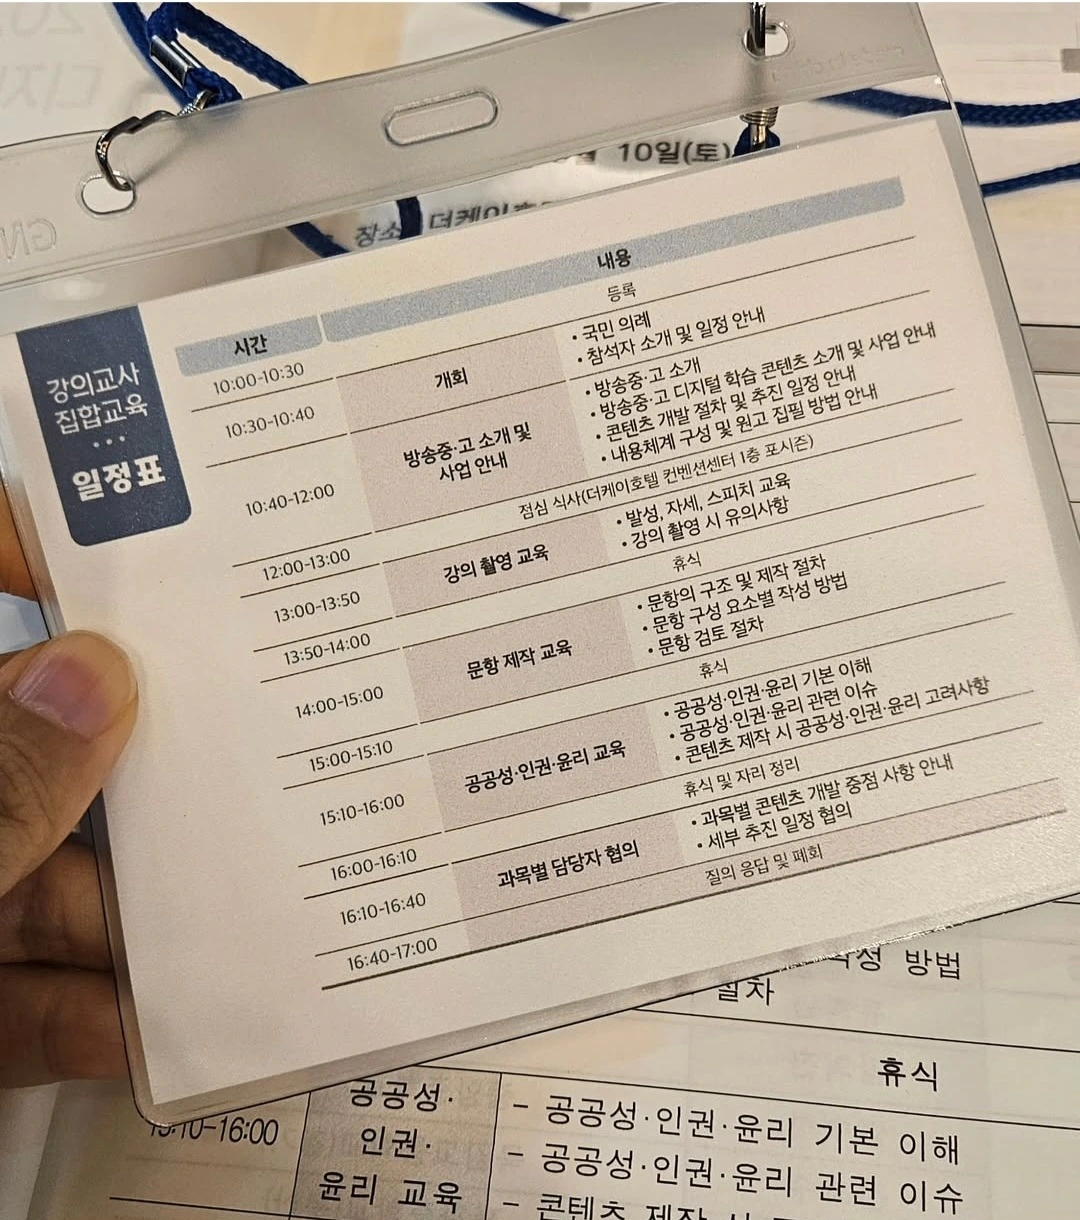 10일(토)
장소 더케이호
강의교사
집합교육
···
일정표
시간
내용
10:00-10:30
등록
10:30-10:40
개회
• 국민 의례
• 참석자 소개 및 일정 안내
10:40-12:00
방송중·고 소개 및
사업 안내
• 방송중·고 소개
• 방송중·고 디지털 학습 콘텐츠 소개 및 사업 안내
• 콘텐츠 개발 절차 및 추진 일정 안내
• 내용체계 구성 및 원고 집필 방법 안내
12:00-13:00
점심 식사(더케이호텔 컨벤션센터 1층 포시즌)
13:00-13:50
강의 촬영 교육
• 발성, 자세, 스피치 교육
• 강의 촬영 시 유의사항
13:50-14:00
휴식
14:00-15:00
문항 제작 교육
• 문항의 구조 및 제작 절차
• 문항 구성 요소별 작성 방법
• 문항 검토 절차
15:00-15:10
휴식
15:10-16:00
공공성·인권·윤리 교육
• 공공성·인권·윤리 기본 이해
• 공공성·인권·윤리 관련 이슈
• 콘텐츠 제작 시 공공성·인권·윤리 고려사항
16:00-16:10
휴식 및 자리 정리
16:10-16:40
과목별 담당자 협의
• 과목별 콘텐츠 개발 중점 사항 안내
• 세부 추진 일정 협의
16:40-17:00
질의 응답 및 폐회
작성 방법
절차
휴식
15:10-16:00
공공성·
인권·
윤리 교육
- 공공성·인권·윤리 기본 이해
- 공공성·인권·윤리 관련 이슈
- 콘텐츠 제작 시